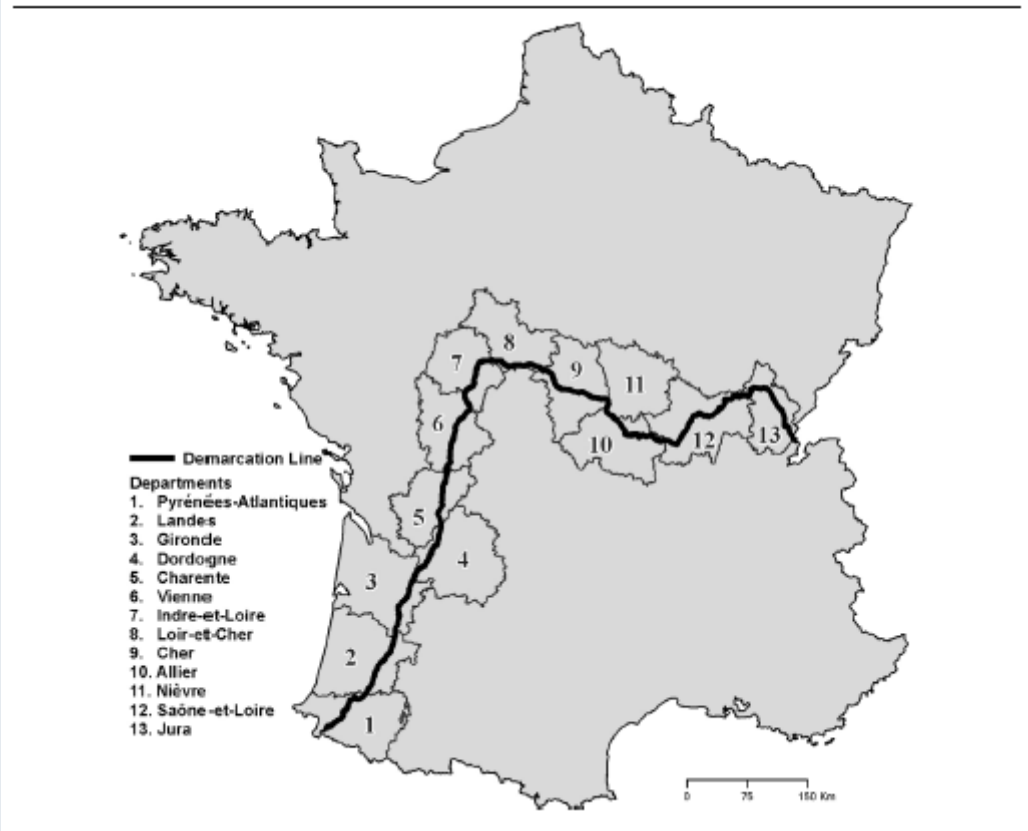 8
7
9
11
6
10
12
13
Demarcation Line
Departments
1. Pyrénées-Atlantiques
2. Landes
3. Gironde
4. Dordogne
5. Charente
6. Vienne
7. Indre-et-Loire
8. Loir-et-Cher
9. Cher
10. Allier
11. Nièvre
12. Saône-et-Loire
13. Jura
5
4
3
2
1
0 75 150 Km